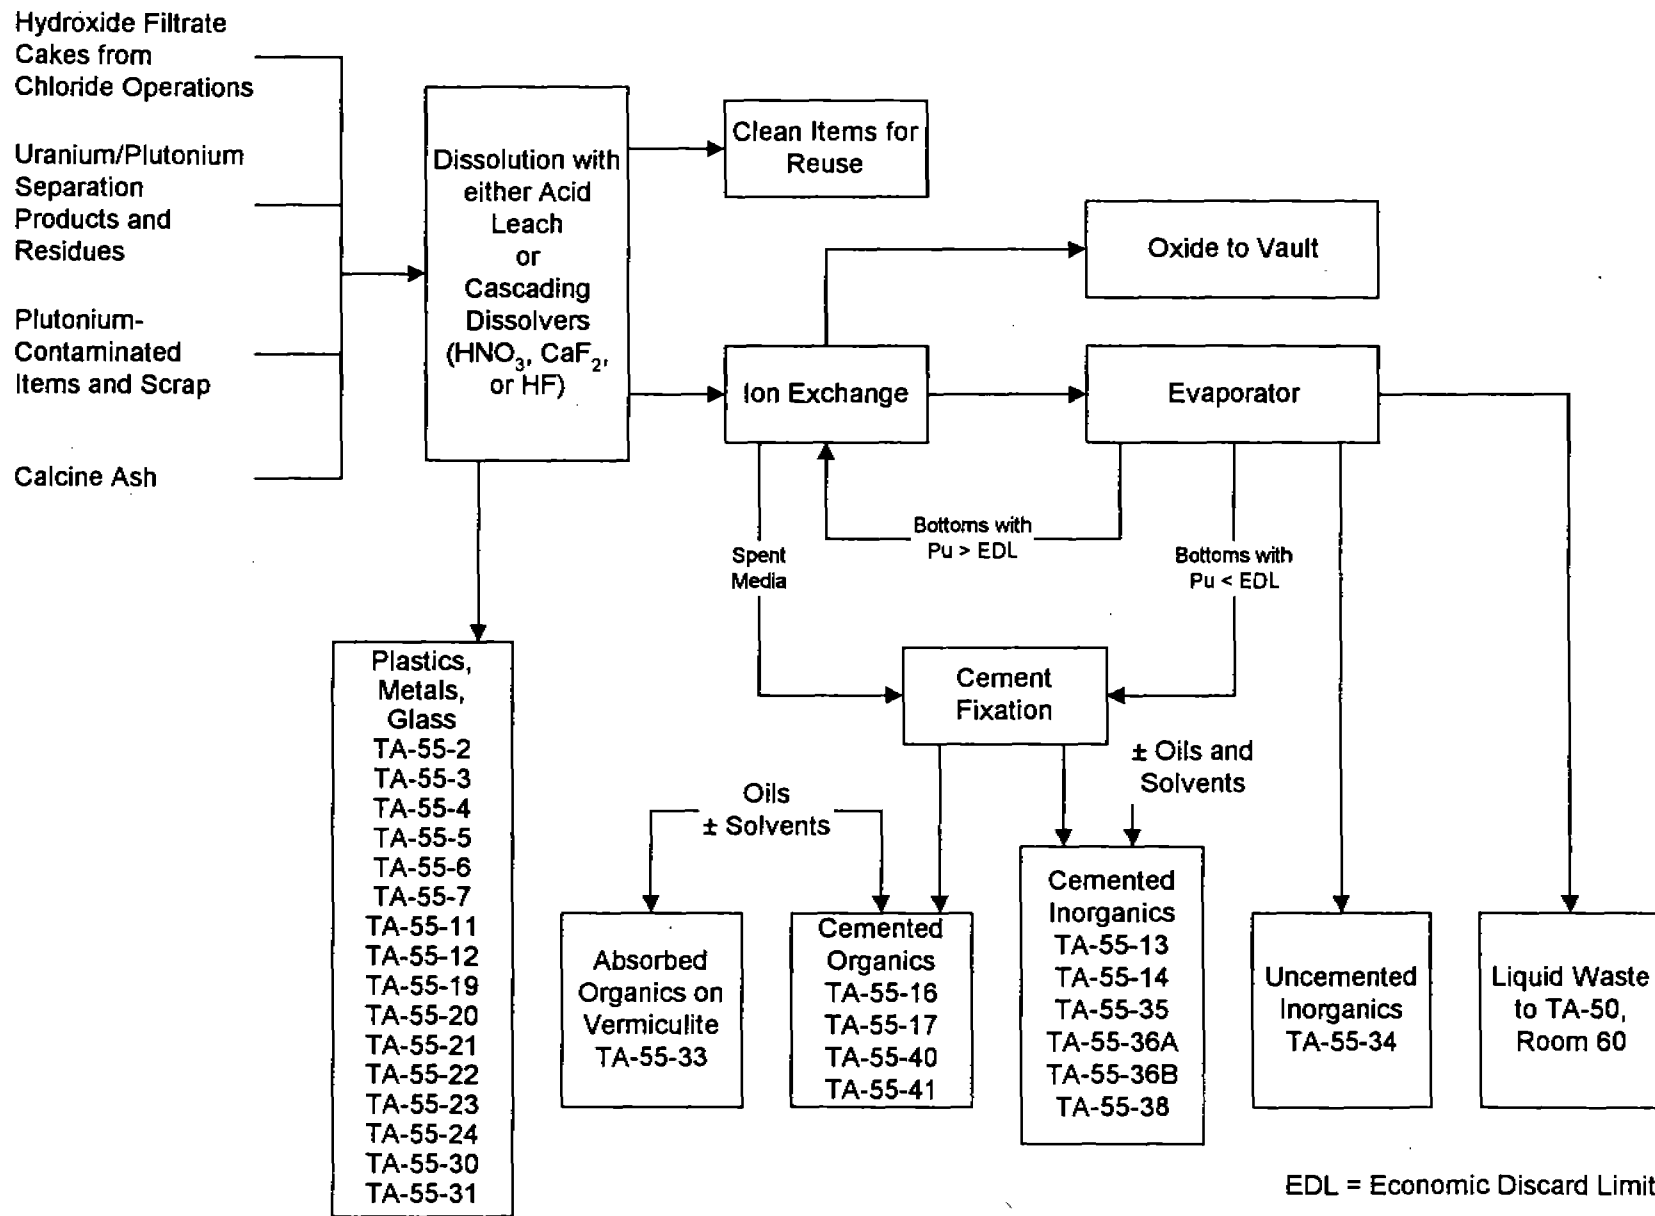 Hydroxide Filtrate
Cakes from
Chloride Operations
Uranium/Plutonium
Separation
Products and
Residues
Plutonium-
Contaminated
Items and Scrap
Calcine Ash
Dissolution with
either Acid
Leach
or
Cascading
Dissolvers
(HNO₃, CaF₂,
or HF)
Clean Items for
Reuse
Oxide to Vault
Ion Exchange
Evaporator
Bottoms with
Pu > EDL
Spent
Media
Bottoms with
Pu < EDL
Cement
Fixation
± Oils and
Solvents
Oils
± Solvents
Plastics,
Metals,
Glass
TA-55-2
TA-55-3
TA-55-4
TA-55-5
TA-55-6
TA-55-7
TA-55-11
TA-55-12
TA-55-19
TA-55-20
TA-55-21
TA-55-22
TA-55-23
TA-55-24
TA-55-30
TA-55-31
Absorbed
Organics on
Vermiculite
TA-55-33
Cemented
Organics
TA-55-16
TA-55-17
TA-55-40
TA-55-41
Cemented
Inorganics
TA-55-13
TA-55-14
TA-55-35
TA-55-36A
TA-55-36B
TA-55-38
Uncemented
Inorganics
TA-55-34
Liquid Waste
to TA-50,
Room 60
EDL = Economic Discard Limit